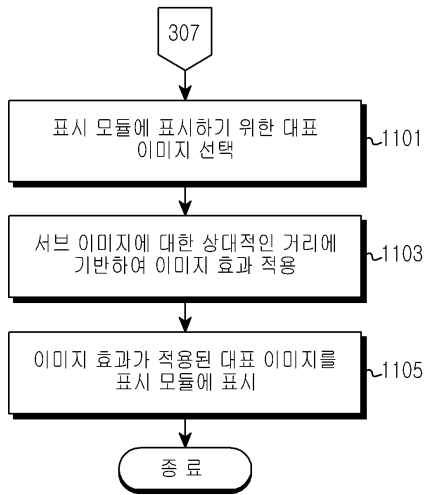 307
표시 모듈에 표시하기 위한 대표
이미지 선택
1101
서브 이미지에 대한 상대적인 거리에
기반하여 이미지 효과 적용
1103
이미지 효과가 적용된 대표 이미지를
표시 모듈에 표시
1105
종 료